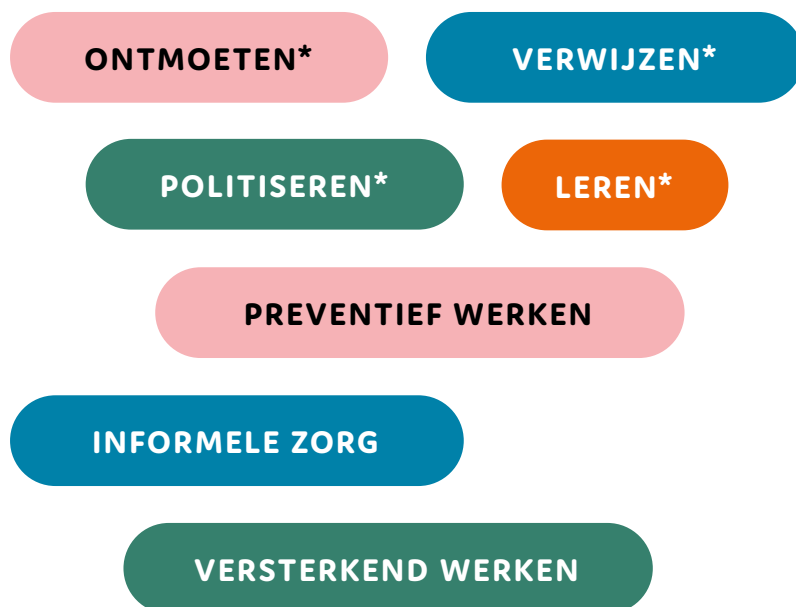 ONTMOETEN*
VERWIJZEN*
POLITISEREN*
LEREN*
PREVENTIEF WERKEN
INFORMELE ZORG
VERSTERKEND WERKEN